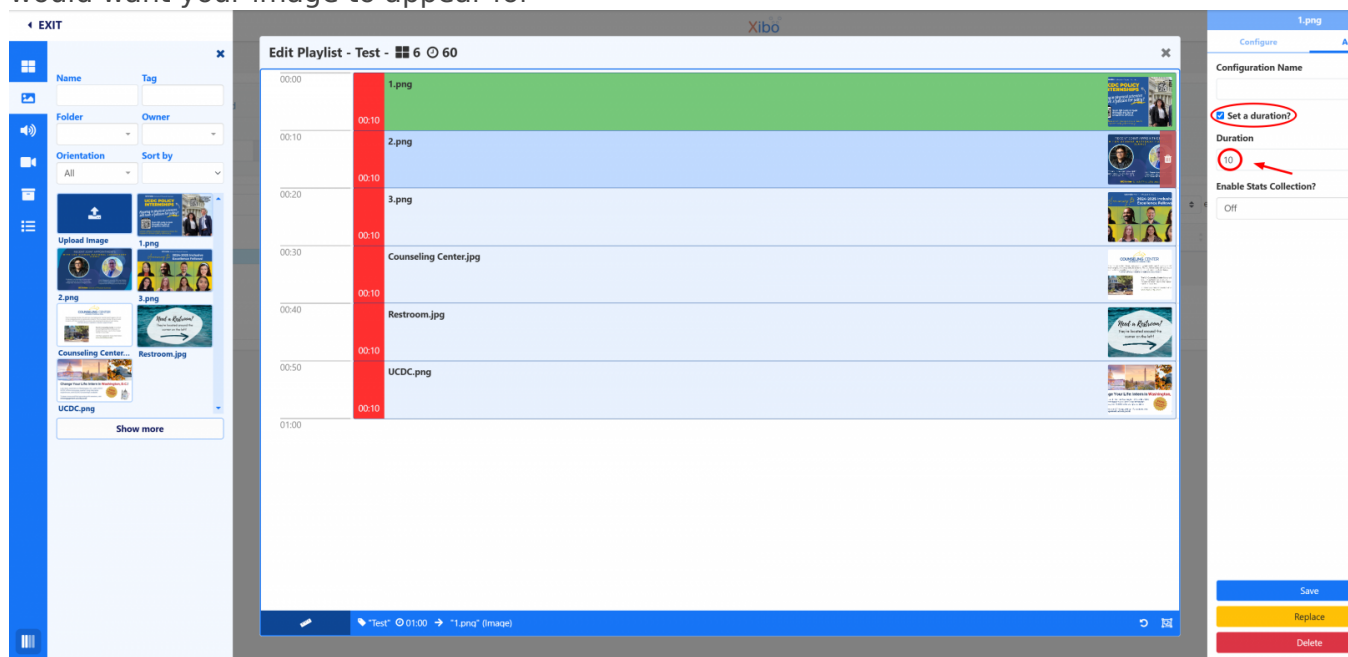 would want your image to appear for
EXIT
Xibo
1.png
Configure
A
Name
Tag
Folder
Owner
Orientation
Sort by
All
Upload Image
1.png
2.png
3.png
Counseling Center...
Restroom.jpg
UCDC.png
Show more
Edit Playlist - Test - 6 60
00:00
1.png
00:10
00:10
2.png
00:10
00:20
3.png
00:10
00:30
Counseling Center.jpg
00:10
00:40
Restroom.jpg
00:10
00:50
UCDC.png
00:10
01:00
"Test" 01:00 → "1.png" (Image)
Configuration Name
Set a duration?
Duration
10
Enable Stats Collection?
Off
Save
Replace
Delete